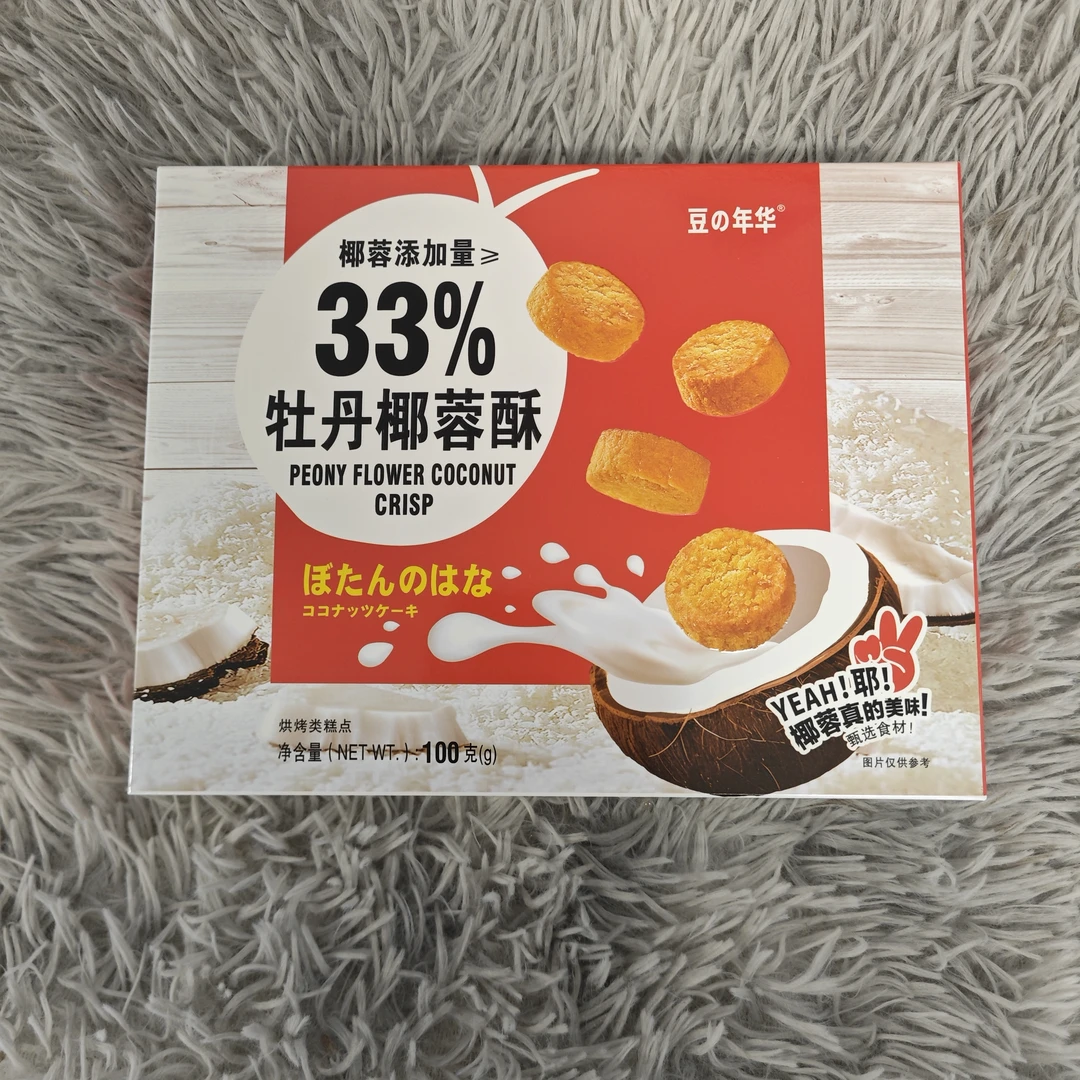 豆の年华®
椰蓉添加量≥
33%
牡丹椰蓉酥
PEONY FLOWER COCONUT
CRISP
ぼたんのはな
ココナッツケーキ
烘烤类糕点
净含量(NET WT.):100克(g)
YEAH!耶!
椰蓉真的美味!
甄选食材!
图片仅供参考